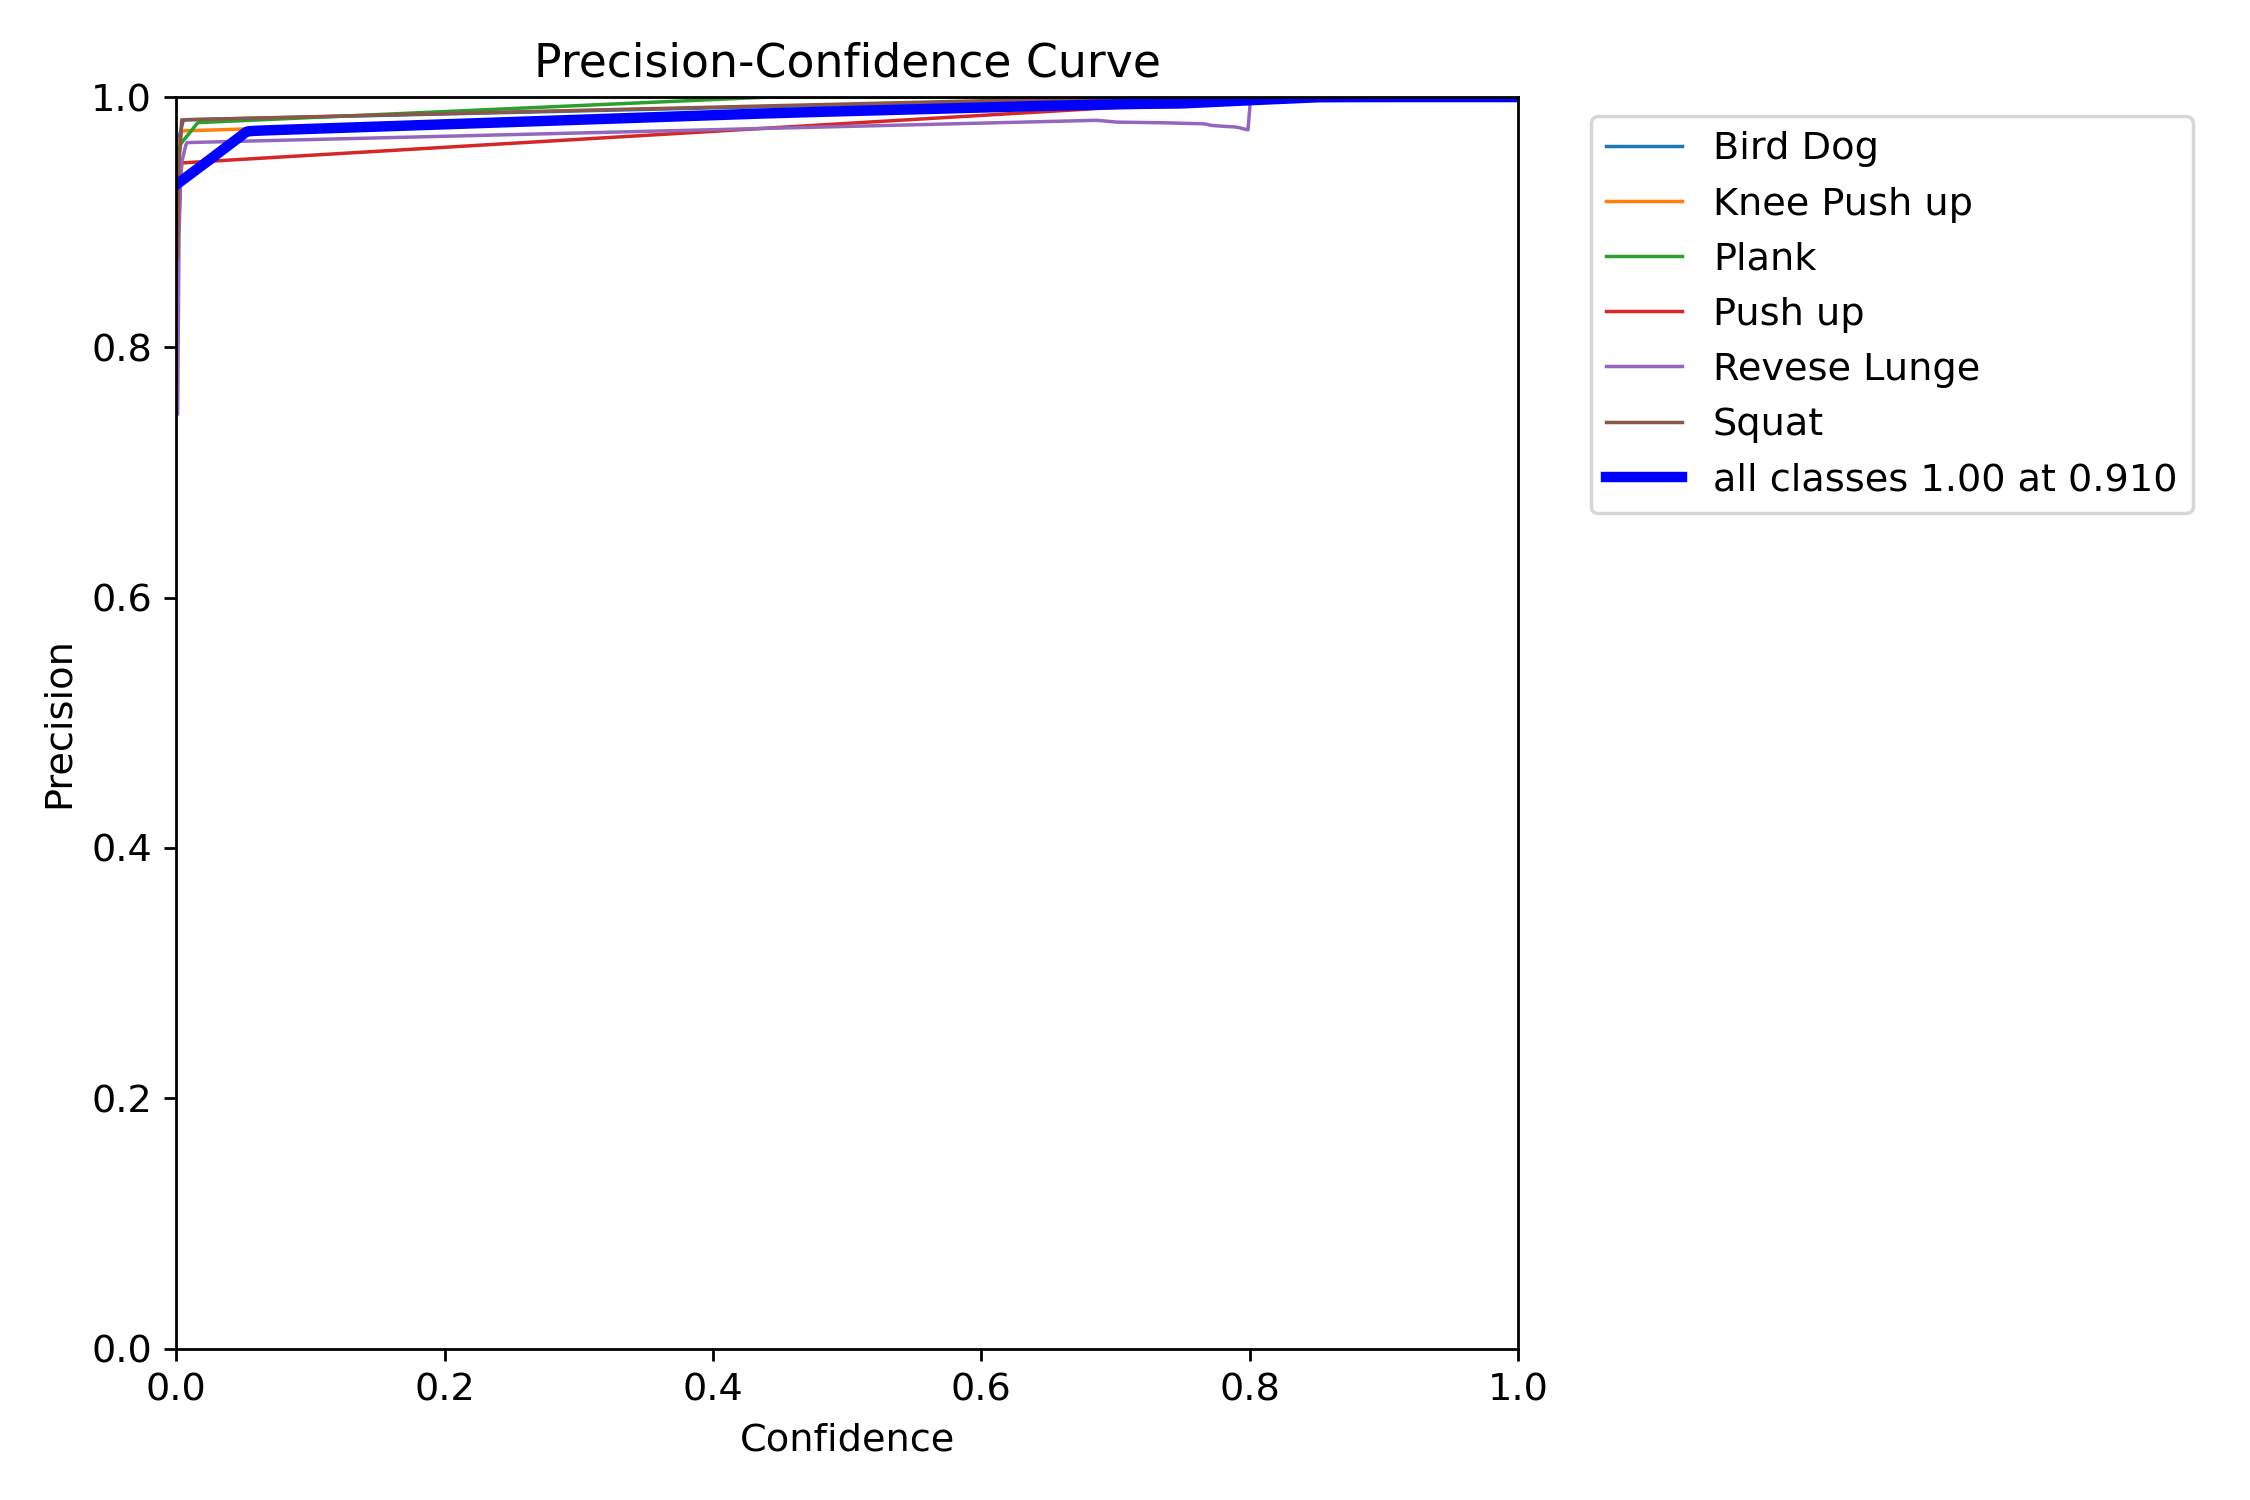 Precision-Confidence Curve
1.0
0.8
0.6
0.4
0.2
0.0
Precision
0.0 0.2 0.4 0.6 0.8 1.0
Confidence
Bird Dog
Knee Push up
Plank
Push up
Revese Lunge
Squat
all classes 1.00 at 0.910